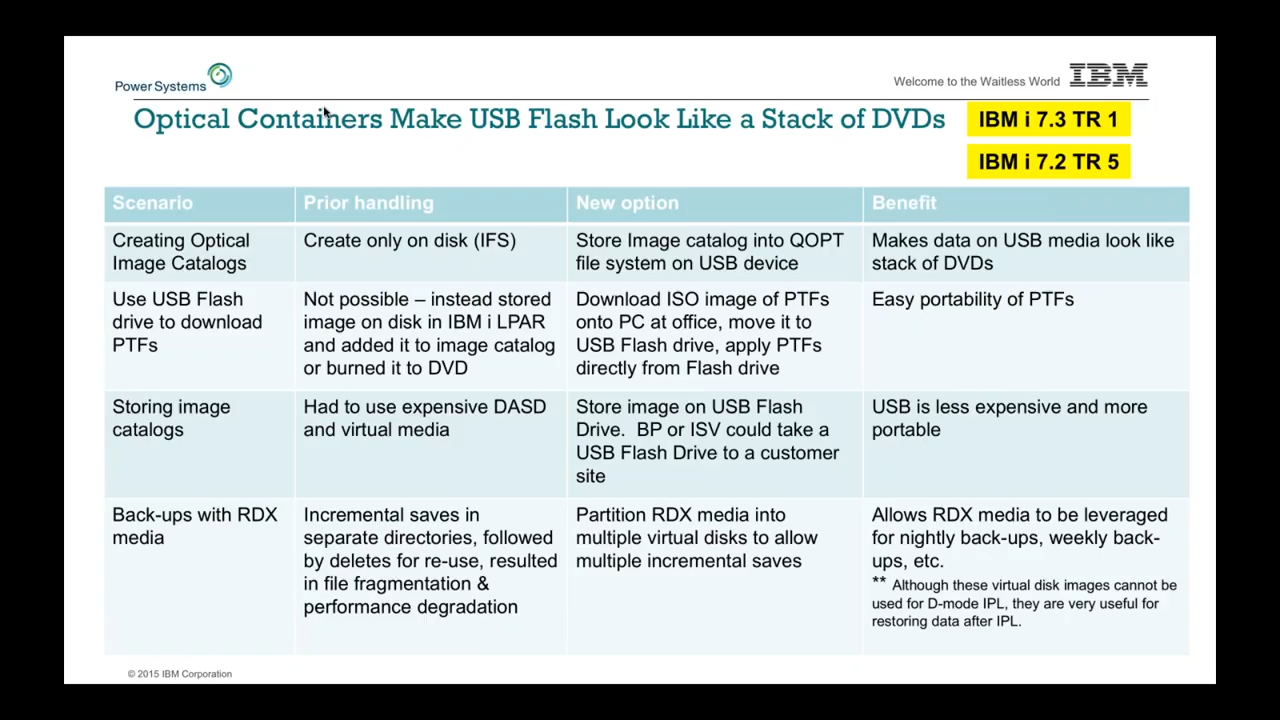 Power Systems
Welcome to the Waitless World
IBM
Optical Containers Make USB Flash Look Like a Stack of DVDs
IBM i 7.3 TR 1
IBM i 7.2 TR 5
Scenario
Prior handling
New option
Benefit
Creating Optical
Image Catalogs
Create only on disk (IFS)
Store Image catalog into QOPT
file system on USB device
Makes data on USB media look like
stack of DVDs
Use USB Flash
drive to download
PTFs
Not possible – instead stored
image on disk in IBM i LPAR
and added it to image catalog
or burned it to DVD
Download ISO image of PTFs
onto PC at office, move it to
USB Flash drive, apply PTFs
directly from Flash drive
Easy portability of PTFs
Storing image
catalogs
Had to use expensive DASD
and virtual media
Store image on USB Flash
Drive.  BP or ISV could take a
USB Flash Drive to a customer
site
USB is less expensive and more
portable
Back-ups with RDX
media
Incremental saves in
separate directories, followed
by deletes for re-use, resulted
in file fragmentation &
performance degradation
Partition RDX media into
multiple virtual disks to allow
multiple incremental saves
Allows RDX media to be leveraged
for nightly back-ups, weekly back-
ups, etc.
** Although these virtual disk images cannot be
used for D-mode IPL, they are very useful for
restoring data after IPL.
© 2015 IBM Corporation